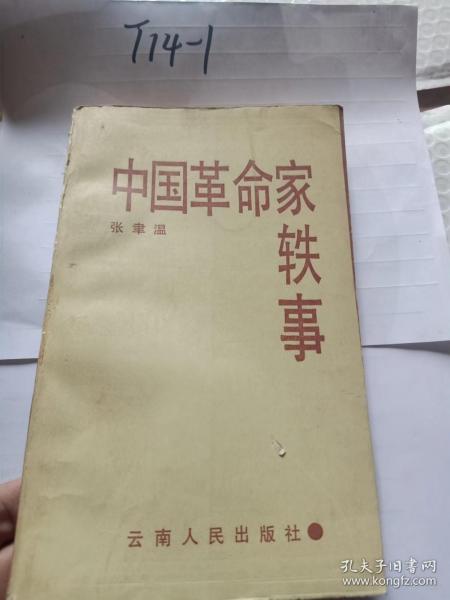 T14-1
中国革命家
轶事
张聿温
云南人民出版社
孔夫子旧书网
www.kongfz.com